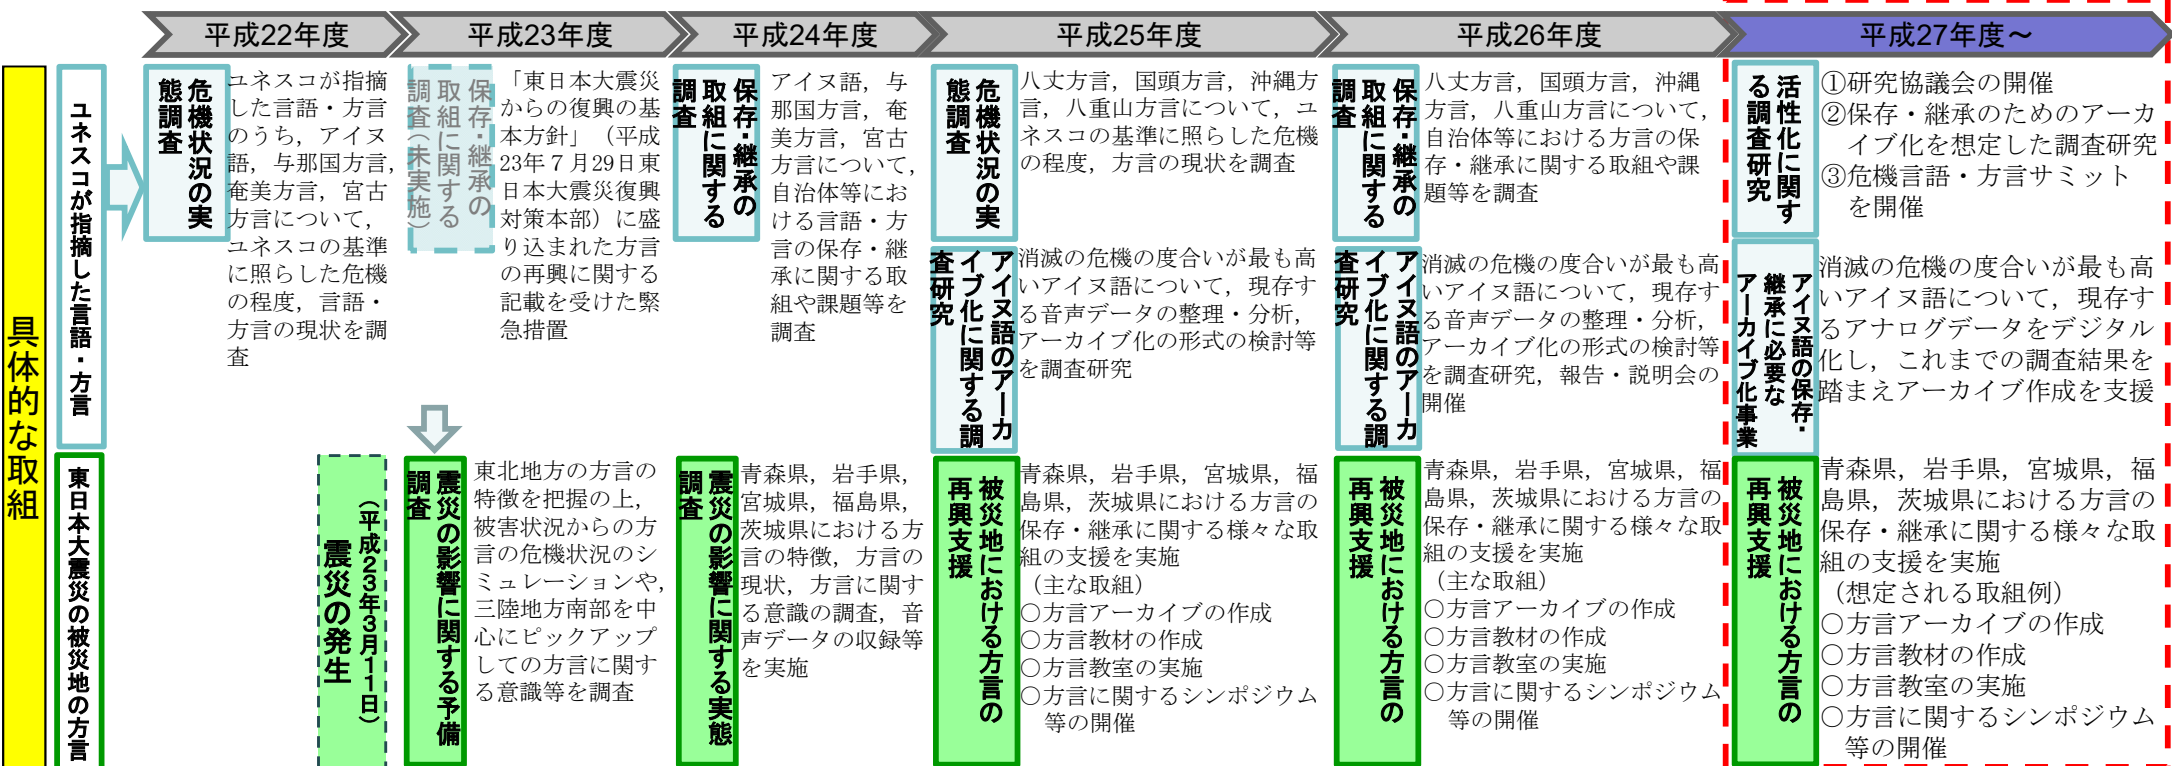 平成22年度
平成23年度
平成24年度
平成25年度
平成26年度
平成27年度～
具体的な取組
ユネスコが指摘した言語・方言
危機状況の実
態調査
ユネスコが指摘
した言語・方言
のうち，アイヌ
語，与那国方言，
奄美方言，宮古
方言について，
ユネスコの基準
に照らした危機
の程度，言語・
方言の現状を調
査
保存・継承の
取組に関する
調査（未実施）
「東日本大震災
からの復興の基
本方針」（平成
23年７月29日東
日本大震災復興
対策本部）に盛
り込まれた方言
の再興に関する
記載を受けた緊
急措置
保存・継承の
取組に関する
調査
アイヌ語，与
那国方言，奄
美方言，宮古
方言について，
自治体等にお
ける言語・方
言の保存・継
承に関する取
組や課題等を
調査
危機状況の実
態調査
八丈方言，国頭方言，沖縄方
言，八重山方言について，ユ
ネスコの基準に照らした危機
の程度，方言の現状を調査
アイヌ語のアーカ
イブ化に関する調
査研究
消滅の危機の度合いが最も高
いアイヌ語について，現存す
る音声データの整理・分析，
アーカイブ化の形式の検討等
を調査研究
保存・継承の
取組に関する
調査
八丈方言，国頭方言，沖縄
方言，八重山方言について，
自治体等における方言の保
存・継承に関する取組や課
題等を調査
アイヌ語のアーカ
イブ化に関する調
査研究
消滅の危機の度合いが最も高
いアイヌ語について，現存す
る音声データの整理・分析，
アーカイブ化の形式の検討等
を調査研究，報告・説明会の
開催
活性化に関す
る調査研究
①研究協議会の開催
②保存・継承のためのアーカ
イブ化を想定した調査研究
③危機言語・方言サミット
を開催
アイヌ語の保存・
継承に必要な
アーカイブ化事業
消滅の危機の度合いが最も高
いアイヌ語について，現存す
るアナログデータをデジタル
化し，これまでの調査結果を
踏まえアーカイブ作成を支援
東日本大震災の被災地の方言
（平成２３年３月１１日）
震災の発生
震災の影響に関する予備
調査
東北地方の方言の
特徴を把握の上，
被害状況からの方
言の危機状況のシ
ミュレーションや，
三陸地方南部を中
心にピックアップ
しての方言に関す
る意識等を調査
震災の影響に関する実態
調査
青森県，岩手県，
宮城県，福島県，
茨城県における方
言の特徴，方言の
現状，方言に関す
る意識の調査，音
声データの収録等
を実施
被災地における方言の
再興支援
青森県，岩手県，宮城県，福
島県，茨城県における方言の
保存・継承に関する様々な取
組の支援を実施
（主な取組）
○方言アーカイブの作成
○方言教材の作成
○方言教室の実施
○方言に関するシンポジウム
等の開催
被災地における方言の
再興支援
青森県，岩手県，宮城県，福
島県，茨城県における方言の
保存・継承に関する様々な取
組の支援を実施
（主な取組）
○方言アーカイブの作成
○方言教材の作成
○方言教室の実施
○方言に関するシンポジウム
等の開催
被災地における方言の
再興支援
青森県，岩手県，宮城県，福
島県，茨城県における方言の
保存・継承に関する様々な取
組の支援を実施
（想定される取組例）
○方言アーカイブの作成
○方言教材の作成
○方言教室の実施
○方言に関するシンポジウム
等の開催